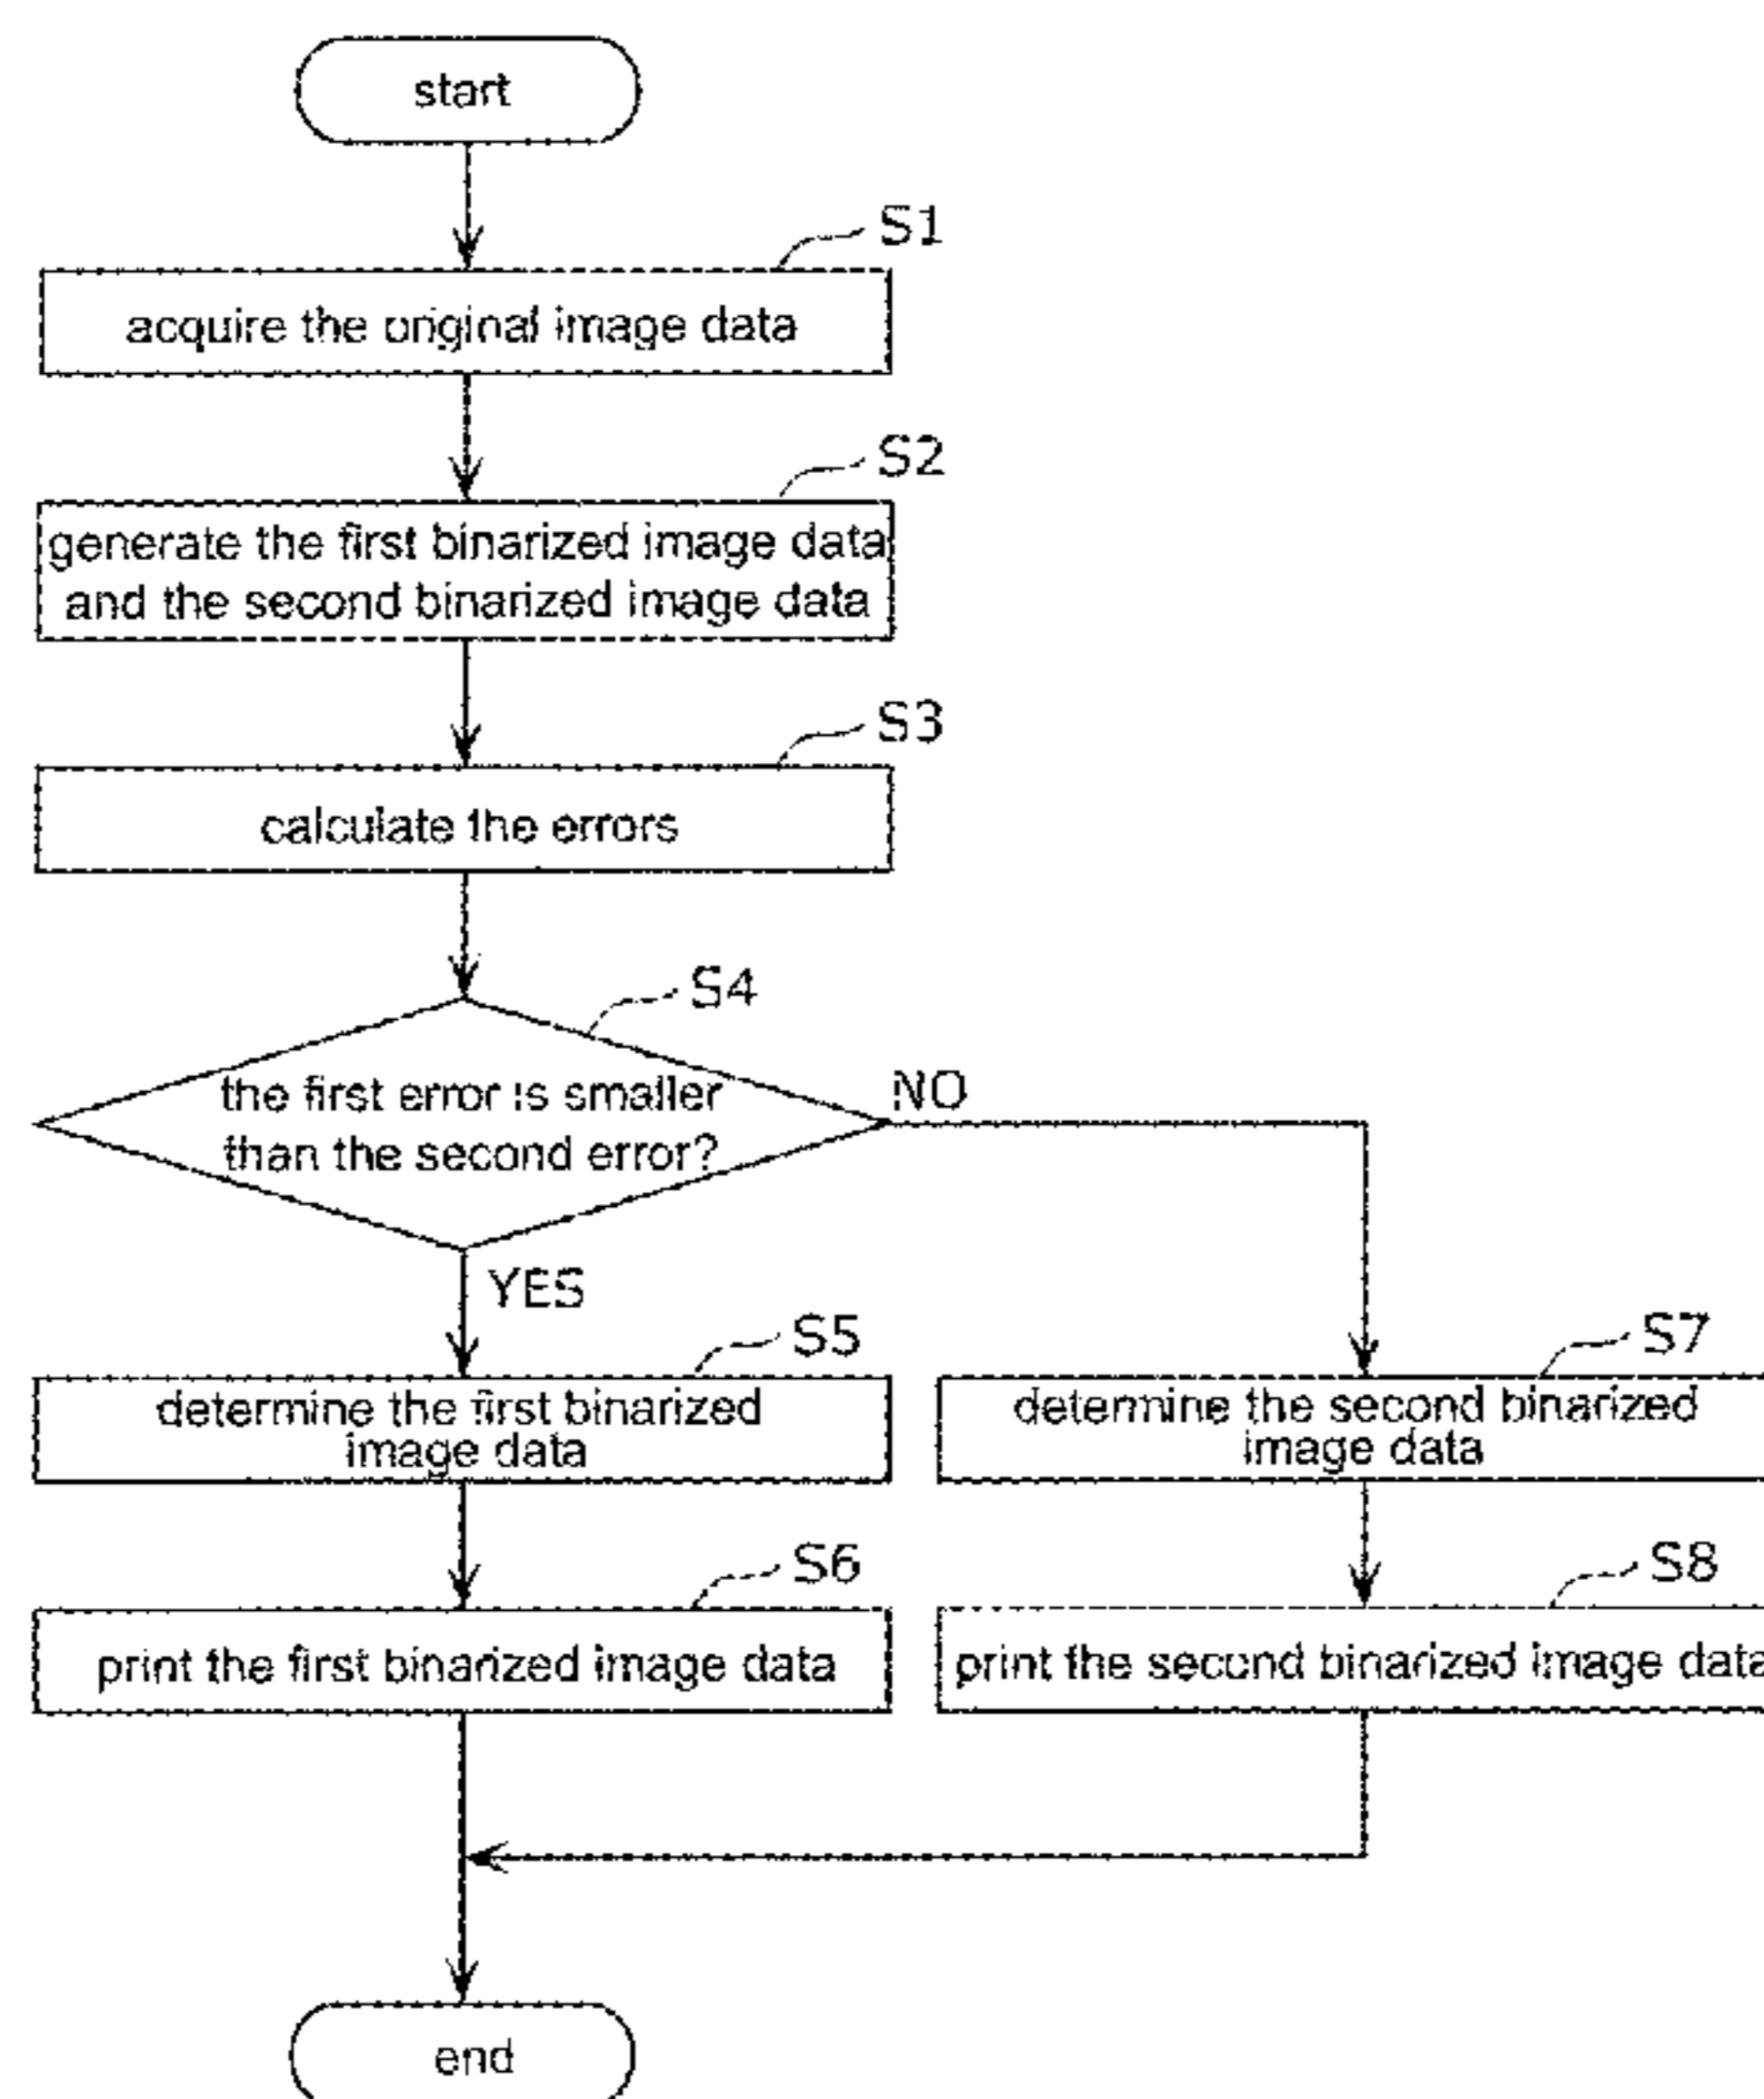 start
S1
acquire the original image data
S2
generate the first binarized image data
and the second binarized image data
S3
calculate the errors
S4
the first error is smaller
than the second error?
NO
YES
S5
determine the first binarized
image data
S7
determine the second binarized
image data
S6
print the first binarized image data
S8
print the second binarized image data
end